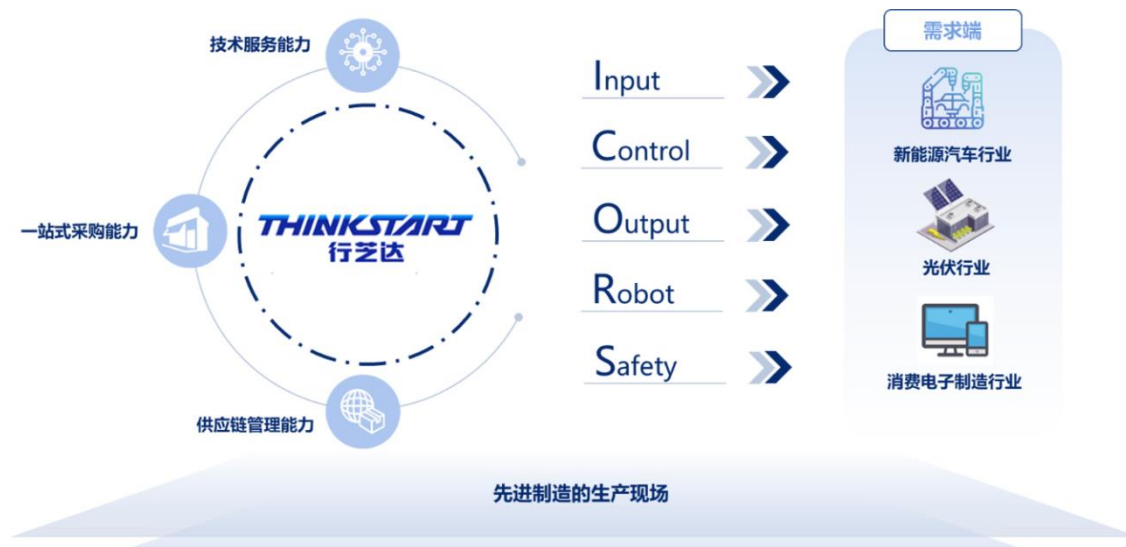 技术服务能力
一站式采购能力
供应链管理能力
THINKSTART
行芝达
Input
Control
Output
Robot
Safety
需求端
新能源汽车行业
光伏行业
消费电子制造行业
先进制造的生产现场